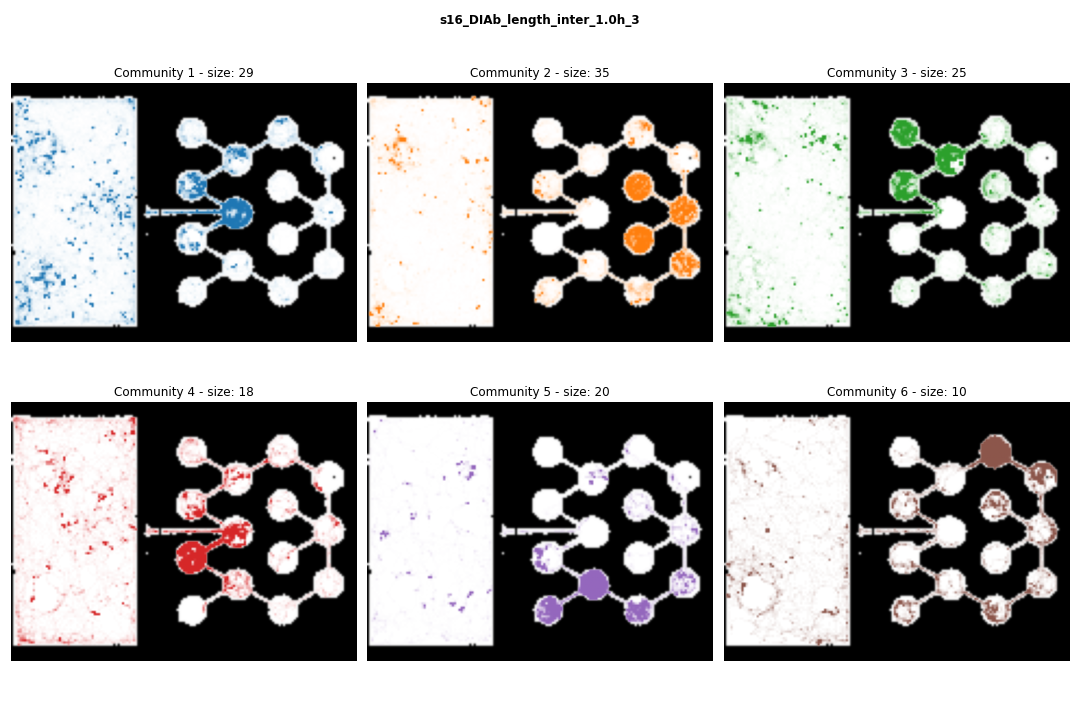 s16_DIAb_length_inter_1.0h_3
Community 1 - size: 29
Community 2 - size: 35
Community 3 - size: 25
Community 4 - size: 18
Community 5 - size: 20
Community 6 - size: 10